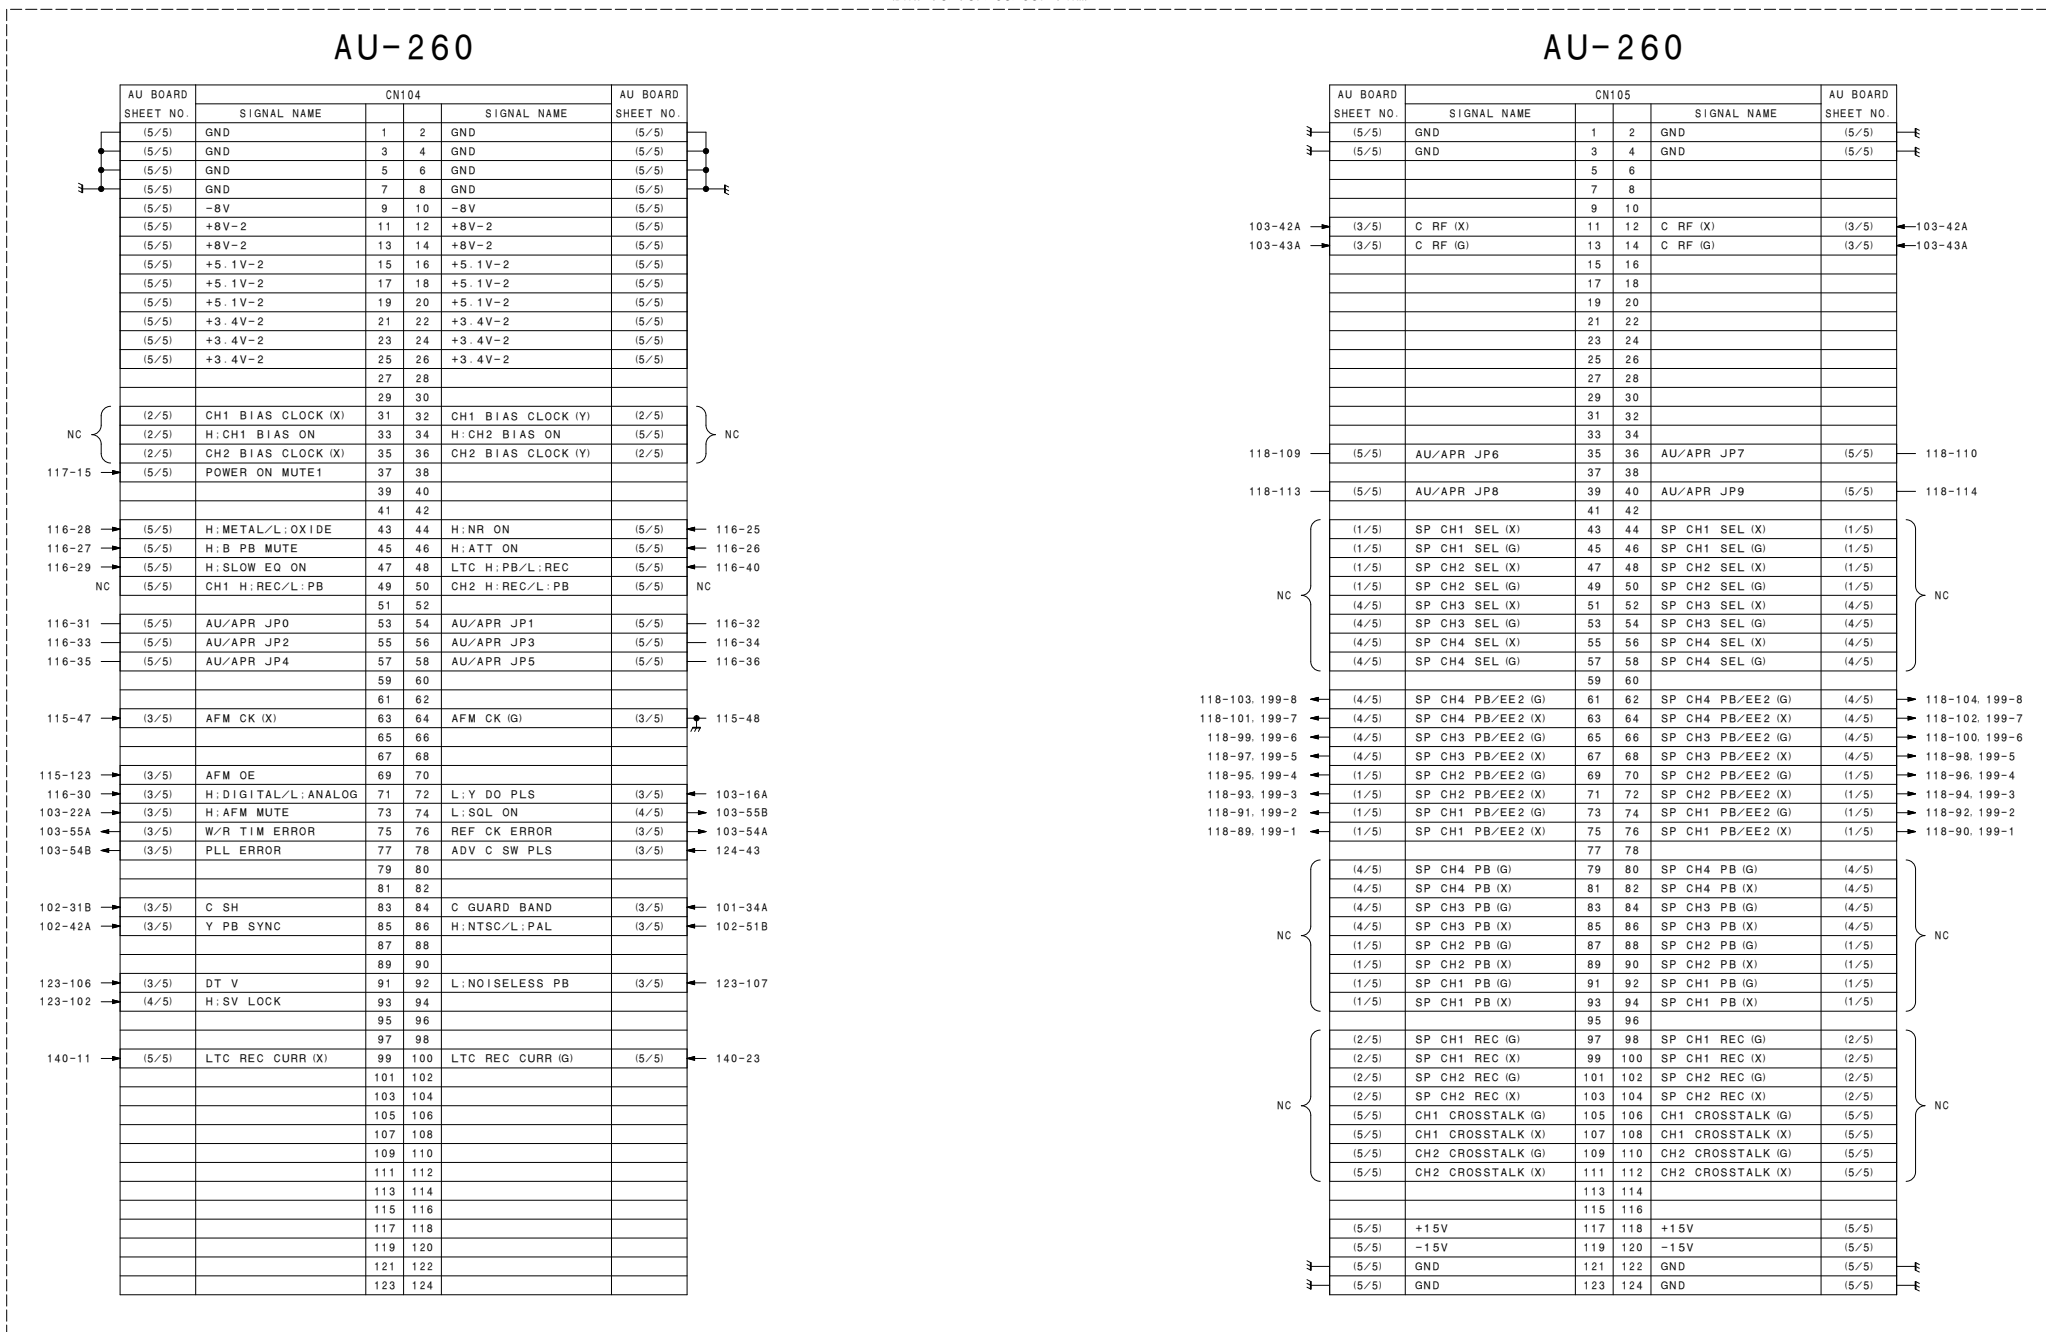 AU-260
AU BOARD CN104 AU BOARD
SHEET NO. SIGNAL NAME SIGNAL NAME SHEET NO.
(5/5) GND 1 2 GND (5/5)
(5/5) GND 3 4 GND (5/5)
(5/5) GND 5 6 GND (5/5)
(5/5) GND 7 8 GND (5/5)
(5/5) -8V 9 10 -8V (5/5)
(5/5) +8V-2 11 12 +8V-2 (5/5)
(5/5) +8V-2 13 14 +8V-2 (5/5)
(5/5) +5.1V-2 15 16 +5.1V-2 (5/5)
(5/5) +5.1V-2 17 18 +5.1V-2 (5/5)
(5/5) +5.1V-2 19 20 +5.1V-2 (5/5)
(5/5) +3.4V-2 21 22 +3.4V-2 (5/5)
(5/5) +3.4V-2 23 24 +3.4V-2 (5/5)
(5/5) +3.4V-2 25 26 +3.4V-2 (5/5)
27 28
29 30
(2/5) CH1 BIAS CLOCK (X) 31 32 CH1 BIAS CLOCK (Y) (2/5)
NC (2/5) H:CH1 BIAS ON 33 34 H:CH2 BIAS ON (5/5) NC
(2/5) CH2 BIAS CLOCK (X) 35 36 CH2 BIAS CLOCK (Y) (2/5)
117-15 (5/5) POWER ON MUTE1 37 38
39 40
41 42
116-28 (5/5) H:METAL/L:OXIDE 43 44 H:NR ON (5/5) 116-25
116-27 (5/5) H:B PB MUTE 45 46 H:ATT ON (5/5) 116-26
116-29 (5/5) H:SLOW EQ ON 47 48 LTC H:PB/L:REC (5/5) 116-40
NC (5/5) CH1 H:REC/L:PB 49 50 CH2 H:REC/L:PB (5/5) NC
51 52
116-31 (5/5) AU/APR JP0 53 54 AU/APR JP1 (5/5) 116-32
116-33 (5/5) AU/APR JP2 55 56 AU/APR JP3 (5/5) 116-34
116-35 (5/5) AU/APR JP4 57 58 AU/APR JP5 (5/5) 116-36
59 60
61 62
115-47 (3/5) AFM CK (X) 63 64 AFM CK (G) (3/5) 115-48
65 66
67 68
115-123 (3/5) AFM OE 69 70
116-30 (3/5) H:DIGITAL/L:ANALOG 71 72 L:Y DO PLS (3/5) 103-16A
103-22A (3/5) H:AFM MUTE 73 74 L:SQL ON (4/5) 103-55B
103-55A (3/5) W/R TIM ERROR 75 76 REF CK ERROR (3/5) 103-54A
103-54B (3/5) PLL ERROR 77 78 ADV C SW PLS (3/5) 124-43
79 80
81 82
102-31B (3/5) C SH 83 84 C GUARD BAND (3/5) 101-34A
102-42A (3/5) Y PB SYNC 85 86 H:NTSC/L:PAL (3/5) 102-51B
87 88
89 90
123-106 (3/5) DT V 91 92 L:NOISELESS PB (3/5) 123-107
123-102 (4/5) H:SV LOCK 93 94
95 96
97 98
140-11 (5/5) LTC REC CURR (X) 99 100 LTC REC CURR (G) (5/5) 140-23
101 102
103 104
105 106
107 108
109 110
111 112
113 114
115 116
117 118
119 120
121 122
123 124
AU-260
AU BOARD CN105 AU BOARD
SHEET NO. SIGNAL NAME SIGNAL NAME SHEET NO.
(5/5) GND 1 2 GND (5/5)
(5/5) GND 3 4 GND (5/5)
5 6
7 8
9 10
103-42A (3/5) C RF (X) 11 12 C RF (X) (3/5) 103-42A
103-43A (3/5) C RF (G) 13 14 C RF (G) (3/5) 103-43A
15 16
17 18
19 20
21 22
23 24
25 26
27 28
29 30
31 32
33 34
118-109 (5/5) AU/APR JP6 35 36 AU/APR JP7 (5/5) 118-110
37 38
118-113 (5/5) AU/APR JP8 39 40 AU/APR JP9 (5/5) 118-114
41 42
(1/5) SP CH1 SEL (X) 43 44 SP CH1 SEL (X) (1/5)
(1/5) SP CH1 SEL (G) 45 46 SP CH1 SEL (G) (1/5)
(1/5) SP CH2 SEL (X) 47 48 SP CH2 SEL (X) (1/5)
(1/5) SP CH2 SEL (G) 49 50 SP CH2 SEL (G) (1/5)
NC NC
(4/5) SP CH3 SEL (X) 51 52 SP CH3 SEL (X) (4/5)
(4/5) SP CH3 SEL (G) 53 54 SP CH3 SEL (G) (4/5)
(4/5) SP CH4 SEL (X) 55 56 SP CH4 SEL (X) (4/5)
(4/5) SP CH4 SEL (G) 57 58 SP CH4 SEL (G) (4/5)
59 60
118-103, 199-8 (4/5) SP CH4 PB/EE2 (G) 61 62 SP CH4 PB/EE2 (G) (4/5) 118-104, 199-8
118-101, 199-7 (4/5) SP CH4 PB/EE2 (X) 63 64 SP CH4 PB/EE2 (X) (4/5) 118-102, 199-7
118-99, 199-6 (4/5) SP CH3 PB/EE2 (G) 65 66 SP CH3 PB/EE2 (G) (4/5) 118-100, 199-6
118-97, 199-5 (4/5) SP CH3 PB/EE2 (X) 67 68 SP CH3 PB/EE2 (X) (4/5) 118-98, 199-5
118-95, 199-4 (1/5) SP CH2 PB/EE2 (G) 69 70 SP CH2 PB/EE2 (G) (1/5) 118-96, 199-4
118-93, 199-3 (1/5) SP CH2 PB/EE2 (X) 71 72 SP CH2 PB/EE2 (X) (1/5) 118-94, 199-3
118-91, 199-2 (1/5) SP CH1 PB/EE2 (G) 73 74 SP CH1 PB/EE2 (G) (1/5) 118-92, 199-2
118-89, 199-1 (1/5) SP CH1 PB/EE2 (X) 75 76 SP CH1 PB/EE2 (X) (1/5) 118-90, 199-1
77 78
(4/5) SP CH4 PB (G) 79 80 SP CH4 PB (G) (4/5)
(4/5) SP CH4 PB (X) 81 82 SP CH4 PB (X) (4/5)
(4/5) SP CH3 PB (G) 83 84 SP CH3 PB (G) (4/5)
(4/5) SP CH3 PB (X) 85 86 SP CH3 PB (X) (4/5)
NC NC
(1/5) SP CH2 PB (G) 87 88 SP CH2 PB (G) (1/5)
(1/5) SP CH2 PB (X) 89 90 SP CH2 PB (X) (1/5)
(1/5) SP CH1 PB (G) 91 92 SP CH1 PB (G) (1/5)
(1/5) SP CH1 PB (X) 93 94 SP CH1 PB (X) (1/5)
95 96
(2/5) SP CH1 REC (G) 97 98 SP CH1 REC (G) (2/5)
(2/5) SP CH1 REC (X) 99 100 SP CH1 REC (X) (2/5)
(2/5) SP CH2 REC (G) 101 102 SP CH2 REC (G) (2/5)
(2/5) SP CH2 REC (X) 103 104 SP CH2 REC (X) (2/5)
NC NC
(5/5) CH1 CROSSTALK (G) 105 106 CH1 CROSSTALK (G) (5/5)
(5/5) CH1 CROSSTALK (X) 107 108 CH1 CROSSTALK (X) (5/5)
(5/5) CH2 CROSSTALK (G) 109 110 CH2 CROSSTALK (G) (5/5)
(5/5) CH2 CROSSTALK (X) 111 112 CH2 CROSSTALK (X) (5/5)
113 114
115 116
(5/5) +15V 117 118 +15V (5/5)
(5/5) -15V 119 120 -15V (5/5)
(5/5) GND 121 122 GND (5/5)
(5/5) GND 123 124 GND (5/5)